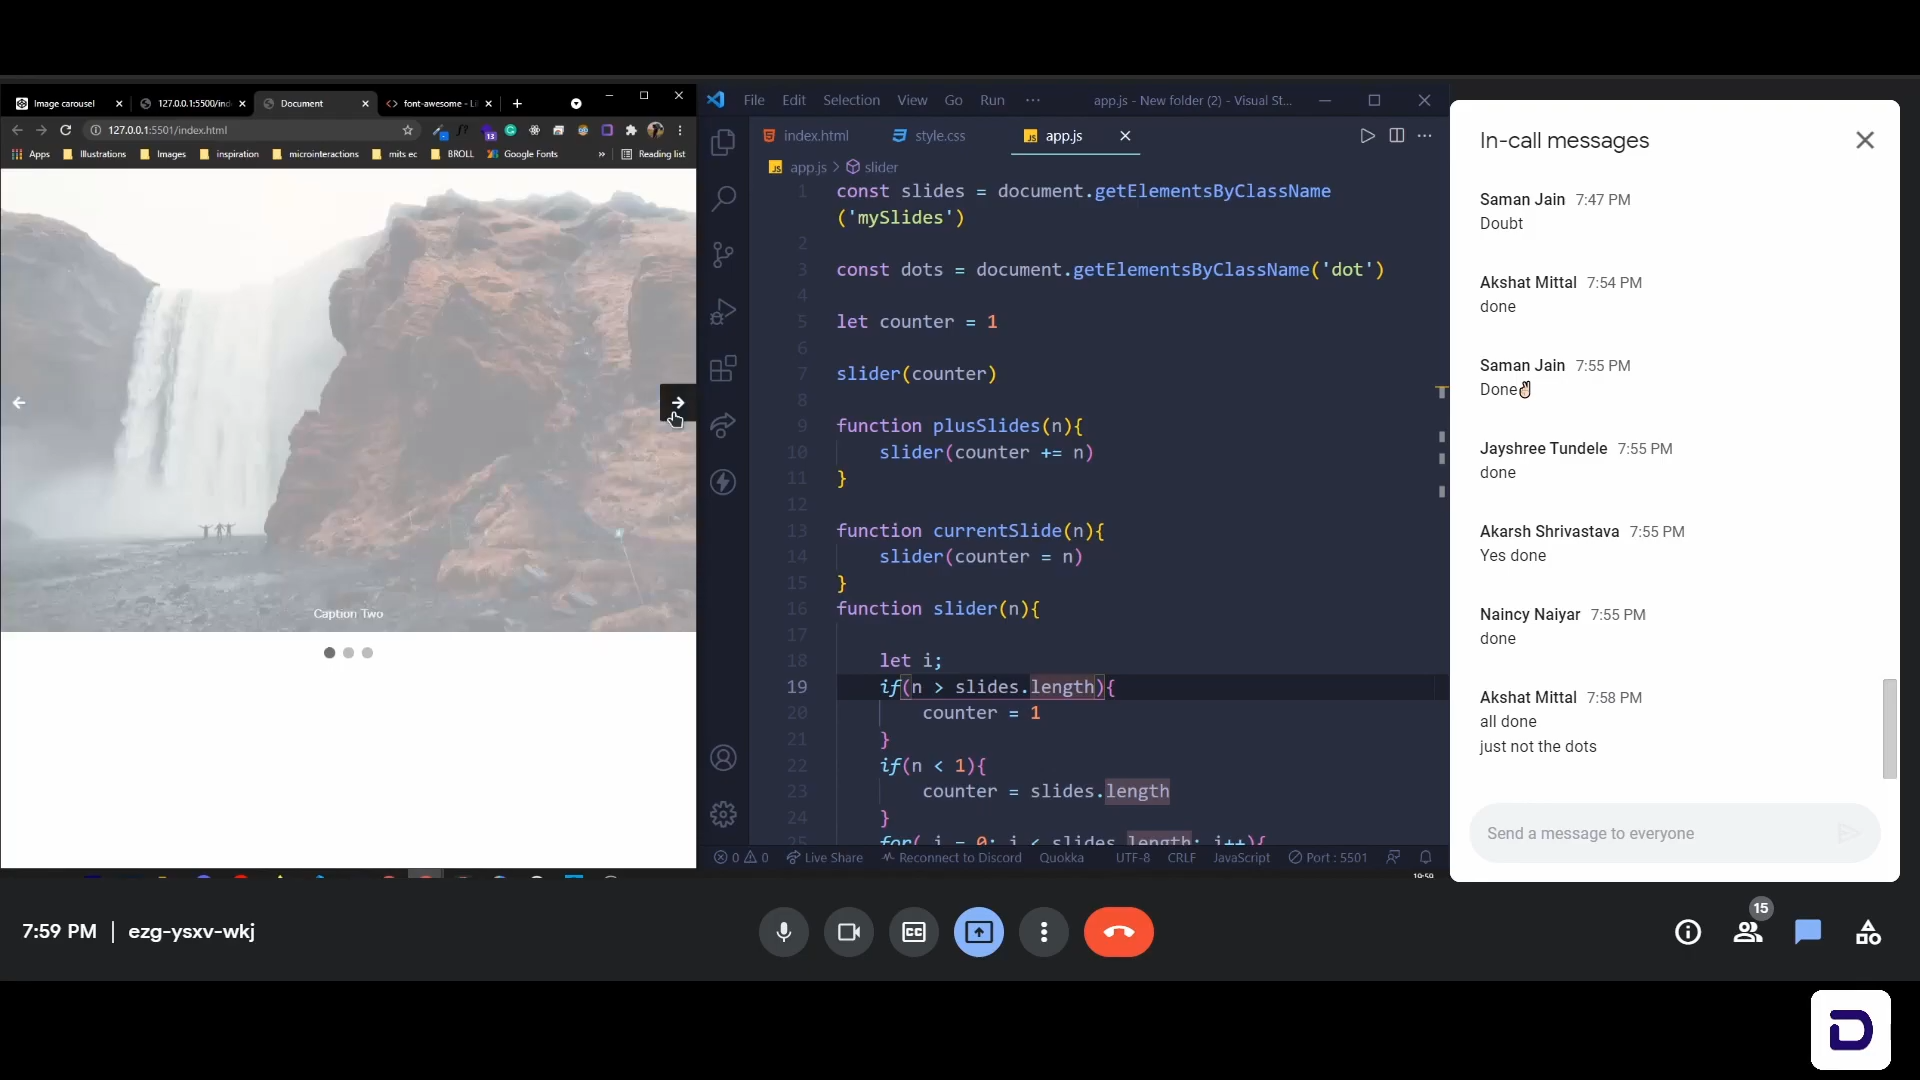 Image carousel
127.0.0.1:5500/ind
Document
font-awesome - Li
127.0.0.1:5501/index.html
Apps
Illustrations
Images
inspiration
microinteractions
mits ec
BROLL
Google Fonts
»
Reading list
Caption Two
File Edit Selection View Go Run ···
app.js - New folder (2) - Visual St...
index.html
style.css
JS app.js
JS app.js > slider
1 const slides = document.getElementsByClassName
('mySlides')
2
3 const dots = document.getElementsByClassName('dot')
4
5 let counter = 1
6
7 slider(counter)
8
9 function plusSlides(n){
10 slider(counter += n)
11 }
12
13 function currentSlide(n){
14 slider(counter = n)
15 }
16 function slider(n){
17
18 let i;
19 if(n > slides.length){
20 counter = 1
21 }
22 if(n < 1){
23 counter = slides.length
24 }
25 for( i = 0; i < slides.length; i++){
0 0 Live Share Reconnect to Discord Quokka UTF-8 CRLF JavaScript Port : 5501
19:59
In-call messages
Saman Jain 7:47 PM
Doubt
Akshat Mittal 7:54 PM
done
Saman Jain 7:55 PM
Done✌🏻
Jayshree Tundele 7:55 PM
done
Akarsh Shrivastava 7:55 PM
Yes done
Naincy Naiyar 7:55 PM
done
Akshat Mittal 7:58 PM
all done
just not the dots
Send a message to everyone
7:59 PM | ezg-ysxv-wkj
CC
15
D